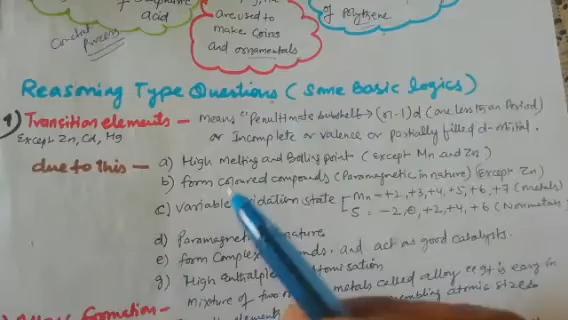 of
acid
Contact Process
are used to
make Coins
and ornamentals
of Polytzene
Reasoning Type Questions (Some Basic Logics)
1) Transition elements — means "Penultimate subshell → (n-1)d (one less than Period)
Except Zn, Cd, Hg
or Incomplete or valence or partially filled d-orbital.
due to this — a) High Melting and Boiling point (Except Mn and Zn)
b) form coloured compounds (Paramagnetic in nature) (Except Zn)
c) Variable oxidation state [ Mn = +2, +3, +4, +5, +6, +7 (metals)
S = -2, 0, +2, +4, +6 (Nonmetals)
d) Paramagnetic nature
e) form Complex and act as good catalysts.
g) High enthalpies
Mixture of two metals called alloy eg It is easy in
atomic sizes